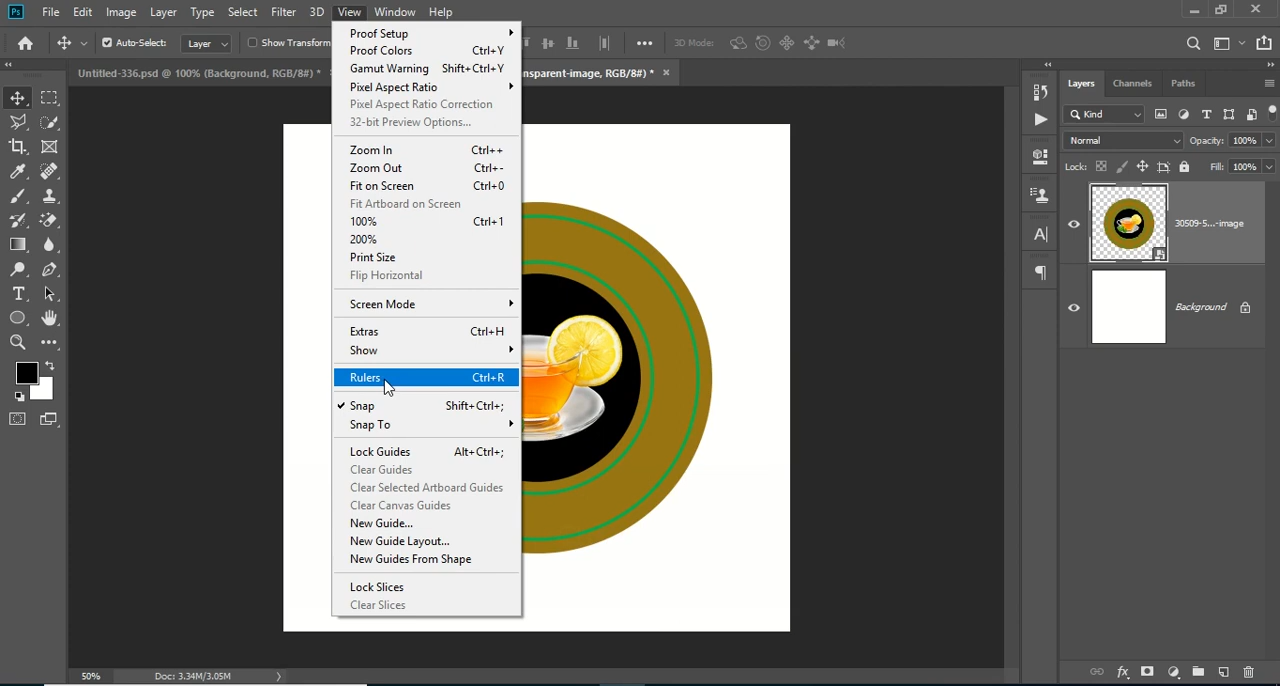 Ps File Edit Image Layer Type Select Filter 3D View Window Help
Auto-Select: Layer Show Transform 3D Mode:
Untitled-336.psd @ 100% (Background, RGB/8#) * nsparent-image, RGB/8#) * ×
Proof Setup
Proof Colors Ctrl+Y
Gamut Warning Shift+Ctrl+Y
Pixel Aspect Ratio
Pixel Aspect Ratio Correction
32-bit Preview Options...
Zoom In Ctrl++
Zoom Out Ctrl+-
Fit on Screen Ctrl+0
Fit Artboard on Screen
100% Ctrl+1
200%
Print Size
Flip Horizontal
Screen Mode
Extras Ctrl+H
Show
Rulers Ctrl+R
Snap Shift+Ctrl+;
Snap To
Lock Guides Alt+Ctrl+;
Clear Guides
Clear Selected Artboard Guides
Clear Canvas Guides
New Guide...
New Guide Layout...
New Guides From Shape
Lock Slices
Clear Slices
Layers Channels Paths
Kind
Normal Opacity: 100%
Lock: Fill: 100%
30509-5...-image
Background
50% Doc: 3.34M/3.05M